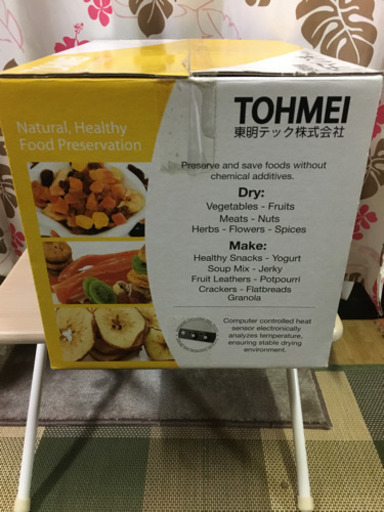 TOHMEI
東明テック株式会社
Natural, Healthy
Food Preservation
Preserve and save foods without
chemical additives.
Dry:
Vegetables - Fruits
Meats - Nuts
Herbs - Flowers - Spices
Make:
Healthy Snacks - Yogurt
Soup Mix - Jerky
Fruit Leathers - Potpourri
Crackers - Flatbreads
Granola
Computer controlled heat
sensor electronically
analyzes temperature,
ensuring stable drying
environment.